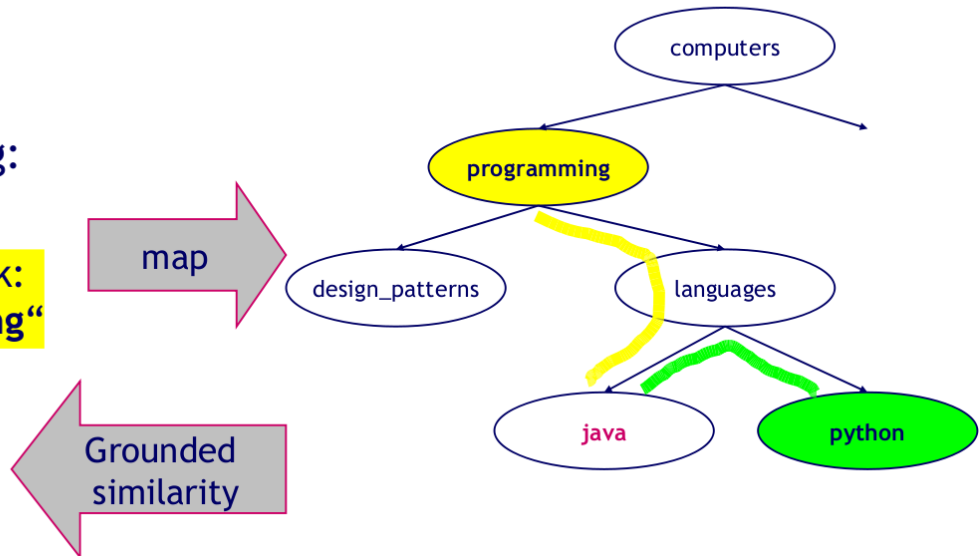 computers
g:
programming
map
k:
design_patterns
languages
ng“
java
python
Grounded
similarity